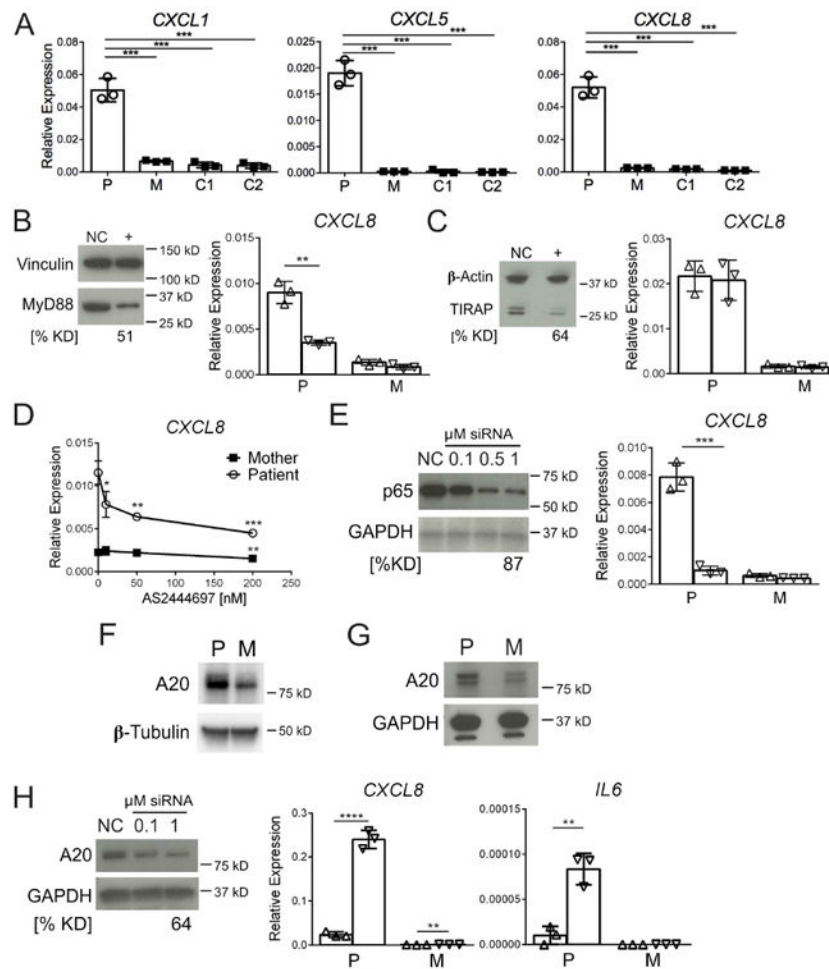 A
CXCL1
CXCL5
CXCL8
Relative Expression
0.08
0.06
0.04
0.02
0.00
***
***
***
P M C1 C2
0.025
0.020
0.015
0.010
0.005
0.000
***
***
***
P M C1 C2
0.08
0.06
0.04
0.02
0.00
***
***
***
P M C1 C2
B
NC +
Vinculin
150 kD
100 kD
MyD88
37 kD
25 kD
[% KD] 51
CXCL8
Relative Expression
0.015
0.010
0.005
0.000
**
P M
C
NC +
β-Actin
37 kD
TIRAP
25 kD
[% KD] 64
CXCL8
Relative Expression
0.03
0.02
0.01
0.00
P M
D
CXCL8
Relative Expression
0.015
0.010
0.005
0.000
Mother
Patient
*
**
***
**
0 50 100 150 200 250
AS2444697 [nM]
E
µM siRNA
NC 0.1 0.5 1
p65
75 kD
50 kD
GAPDH
37 kD
[%KD] 87
CXCL8
Relative Expression
0.010
0.008
0.006
0.004
0.002
0.000
***
P M
F
P M
A20
75 kD
β-Tubulin
50 kD
G
P M
A20
75 kD
GAPDH
37 kD
H
µM siRNA
NC 0.1 1
A20
75 kD
GAPDH
37 kD
[% KD] 64
CXCL8
Relative Expression
0.3
0.2
0.1
0.0
****
**
P M
IL6
0.00015
0.00010
0.00005
0.00000
**
P M